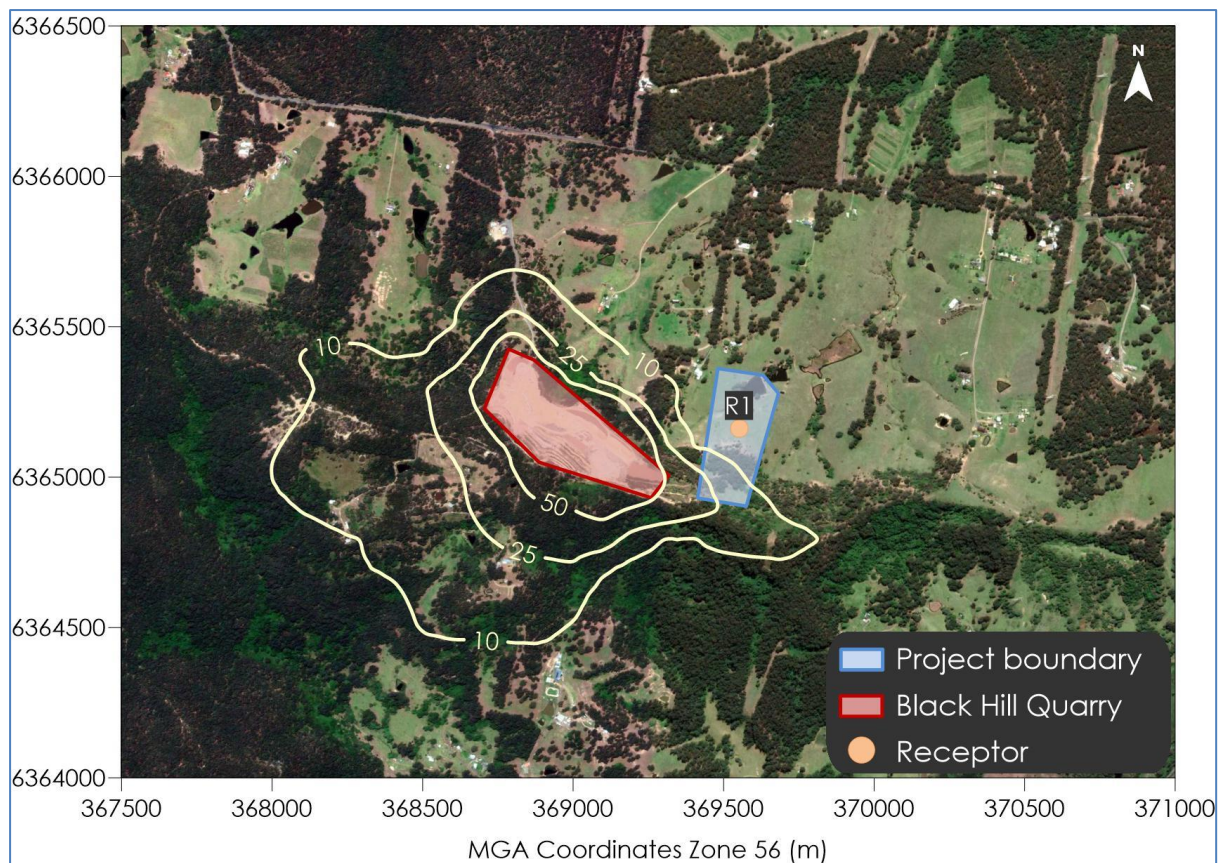 6366500
6366000
6365500
6365000
6364500
6364000
N
10
25
10
R1
50
25
10
Project boundary
Black Hill Quarry
Receptor
367500 368000 368500 369000 369500 370000 370500 371000
MGA Coordinates Zone 56 (m)